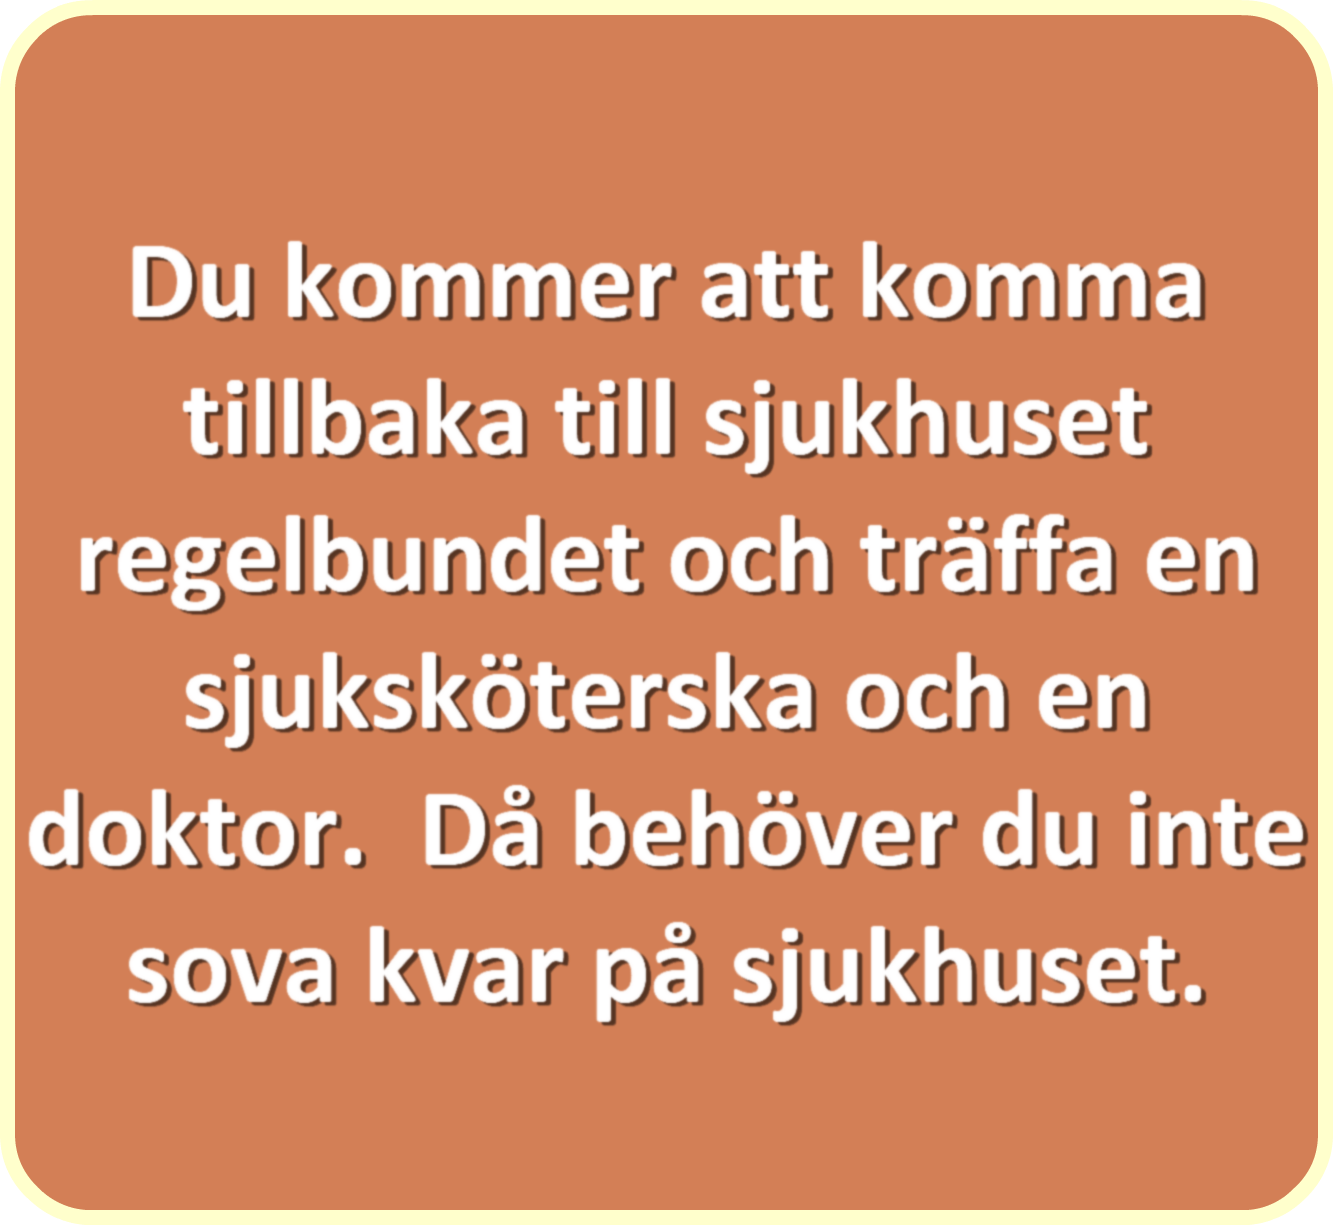 Du kommer att komma
tillbaka till sjukhuset
regelbundet och träffa en
sjuksköterska och en
doktor.  Då behöver du inte
sova kvar på sjukhuset.